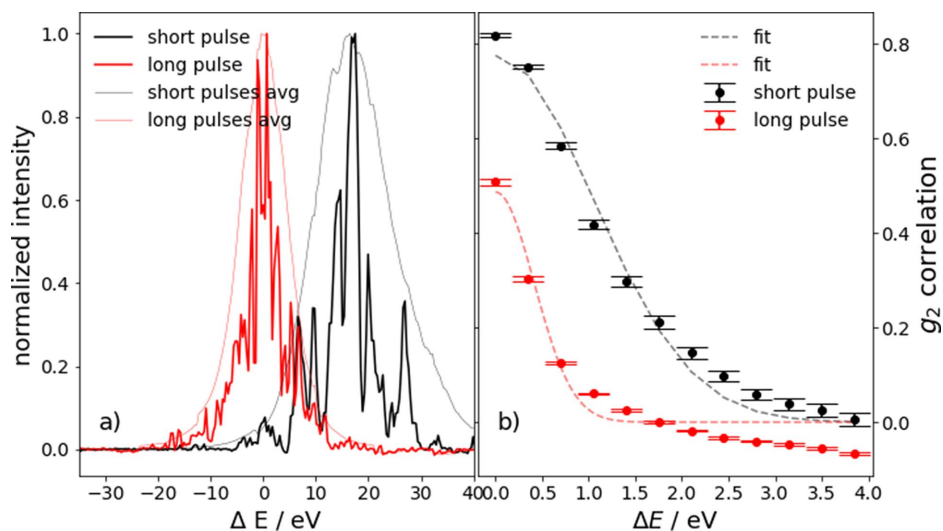 1.0
0.8
0.6
0.4
0.2
0.0
normalized intensity
short pulse
long pulse
short pulses avg
long pulses avg
a)
−30 −20 −10 0 10 20 30 40
Δ E / eV
fit
fit
short pulse
long pulse
b)
0.0 0.5 1.0 1.5 2.0 2.5 3.0 3.5 4.0
ΔE / eV
0.8
0.6
0.4
0.2
0.0
g₂ correlation